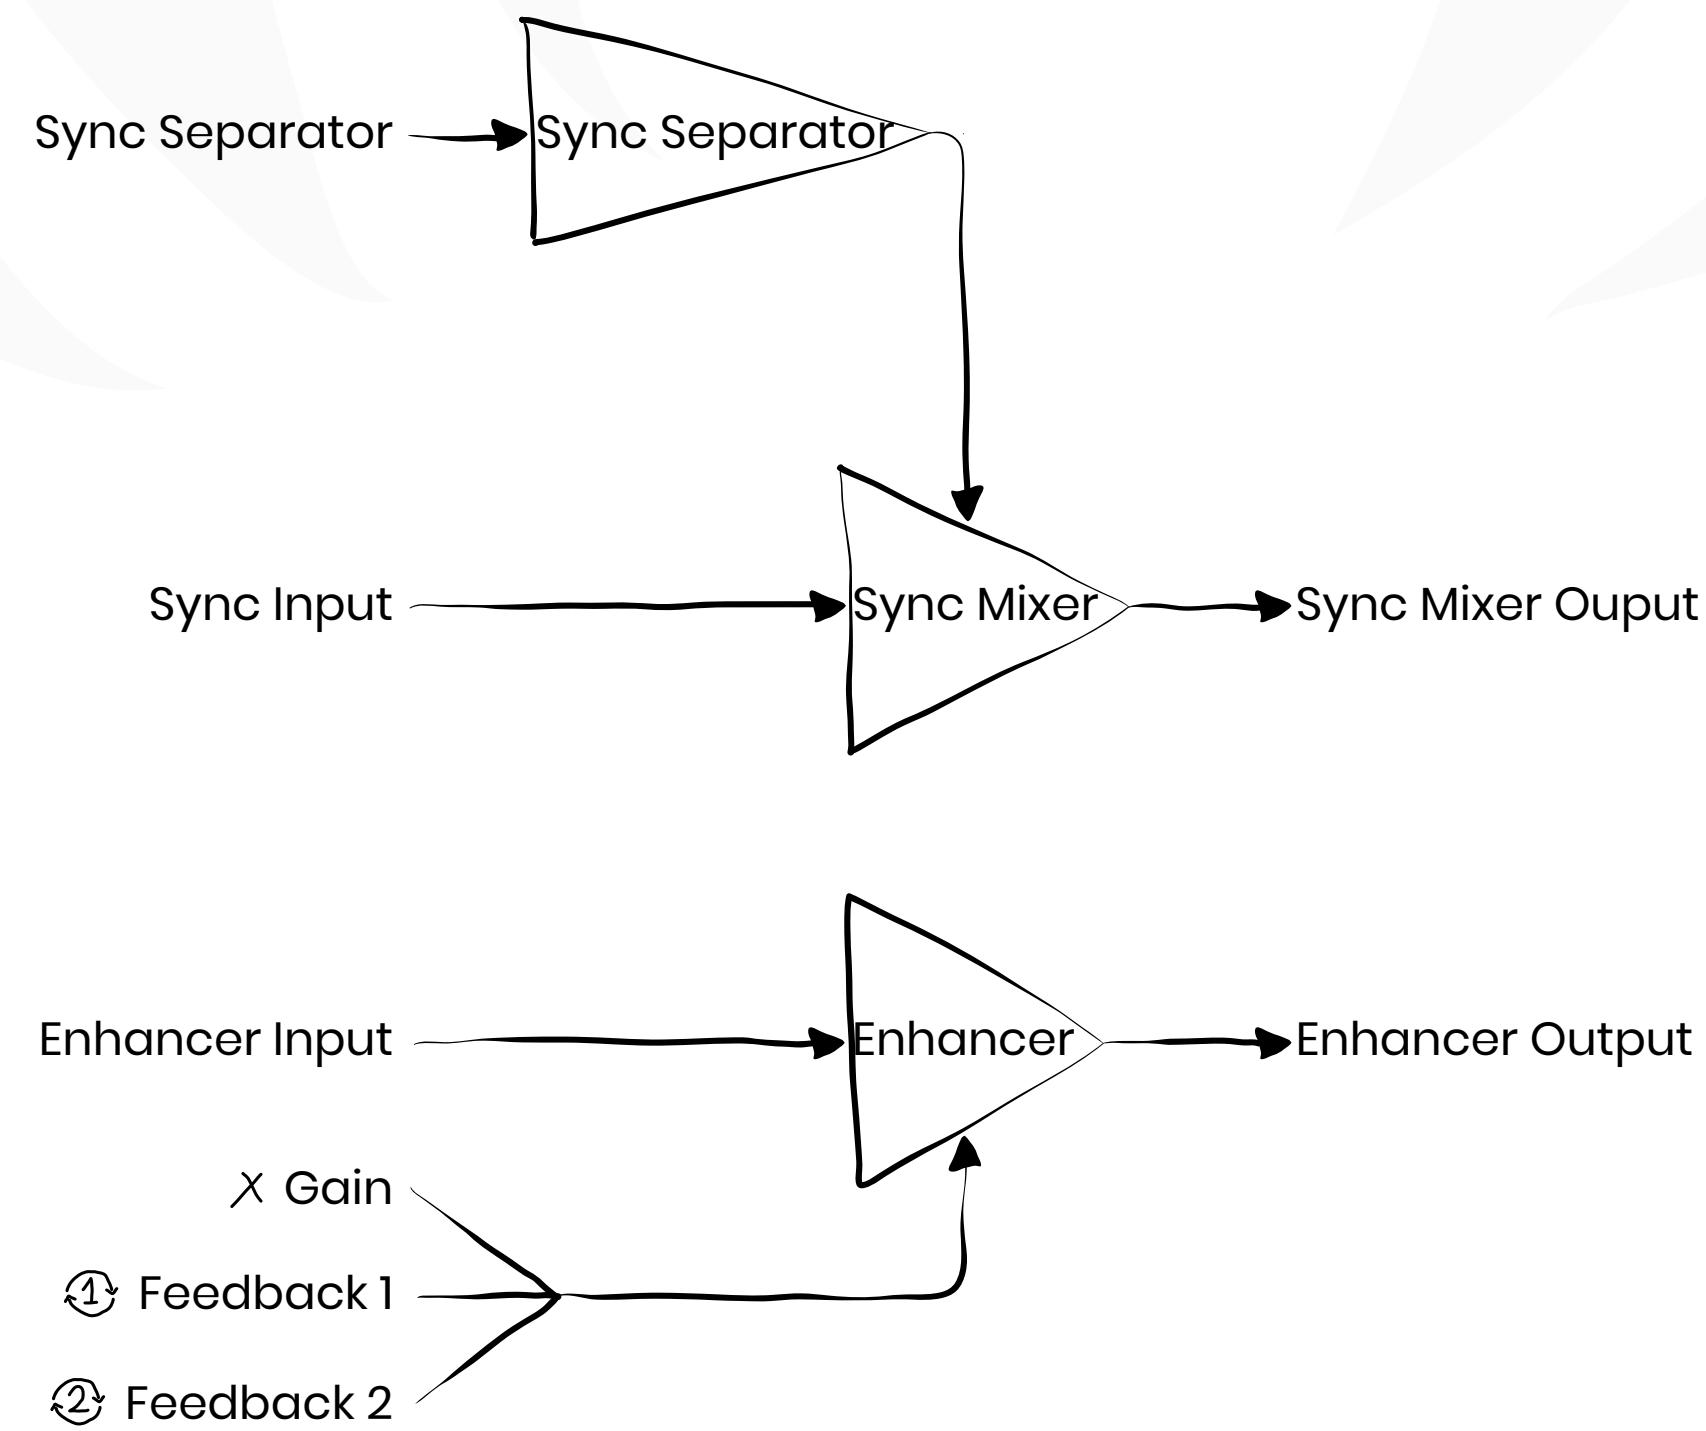 Sync Separator
Sync Separator
Sync Input
Sync Mixer
Sync Mixer Ouput
Enhancer Input
Enhancer
Enhancer Output
X Gain
1 Feedback 1
2 Feedback 2